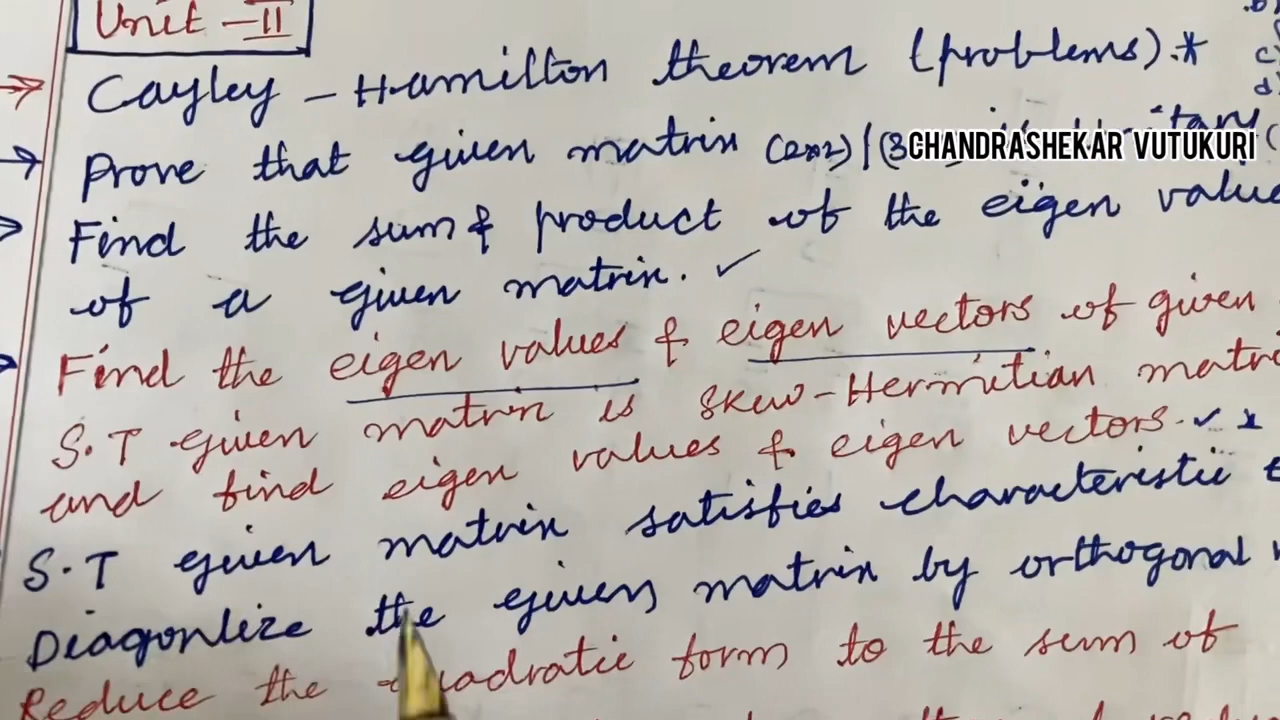 Unit - II
Cayley - Hamilton theorem (problems).*
Prove that given matrix (2x2) | (3
CHANDRASHEKAR VUTUKURI
Find the sum & product of the eigen value
of a given matrix. ✓
Find the eigen values & eigen vectors of given
S.T given matrix is skew-Hermitian matri
and find eigen values & eigen vectors. ✓ x
S.T given matrix satisfies characteristic
Diagonlize the given matrix by orthogonal
Reduce the quadratic form to the sum of